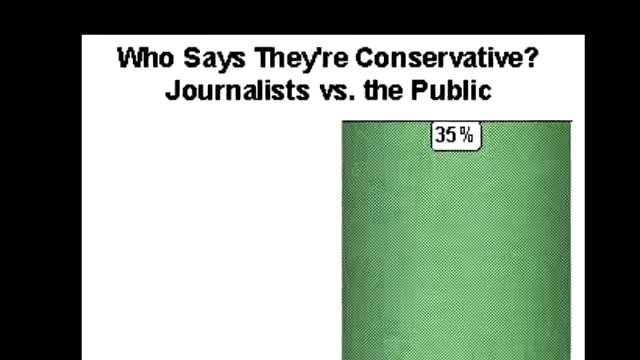 Who Says They're Conservative?
Journalists vs. the Public
35%